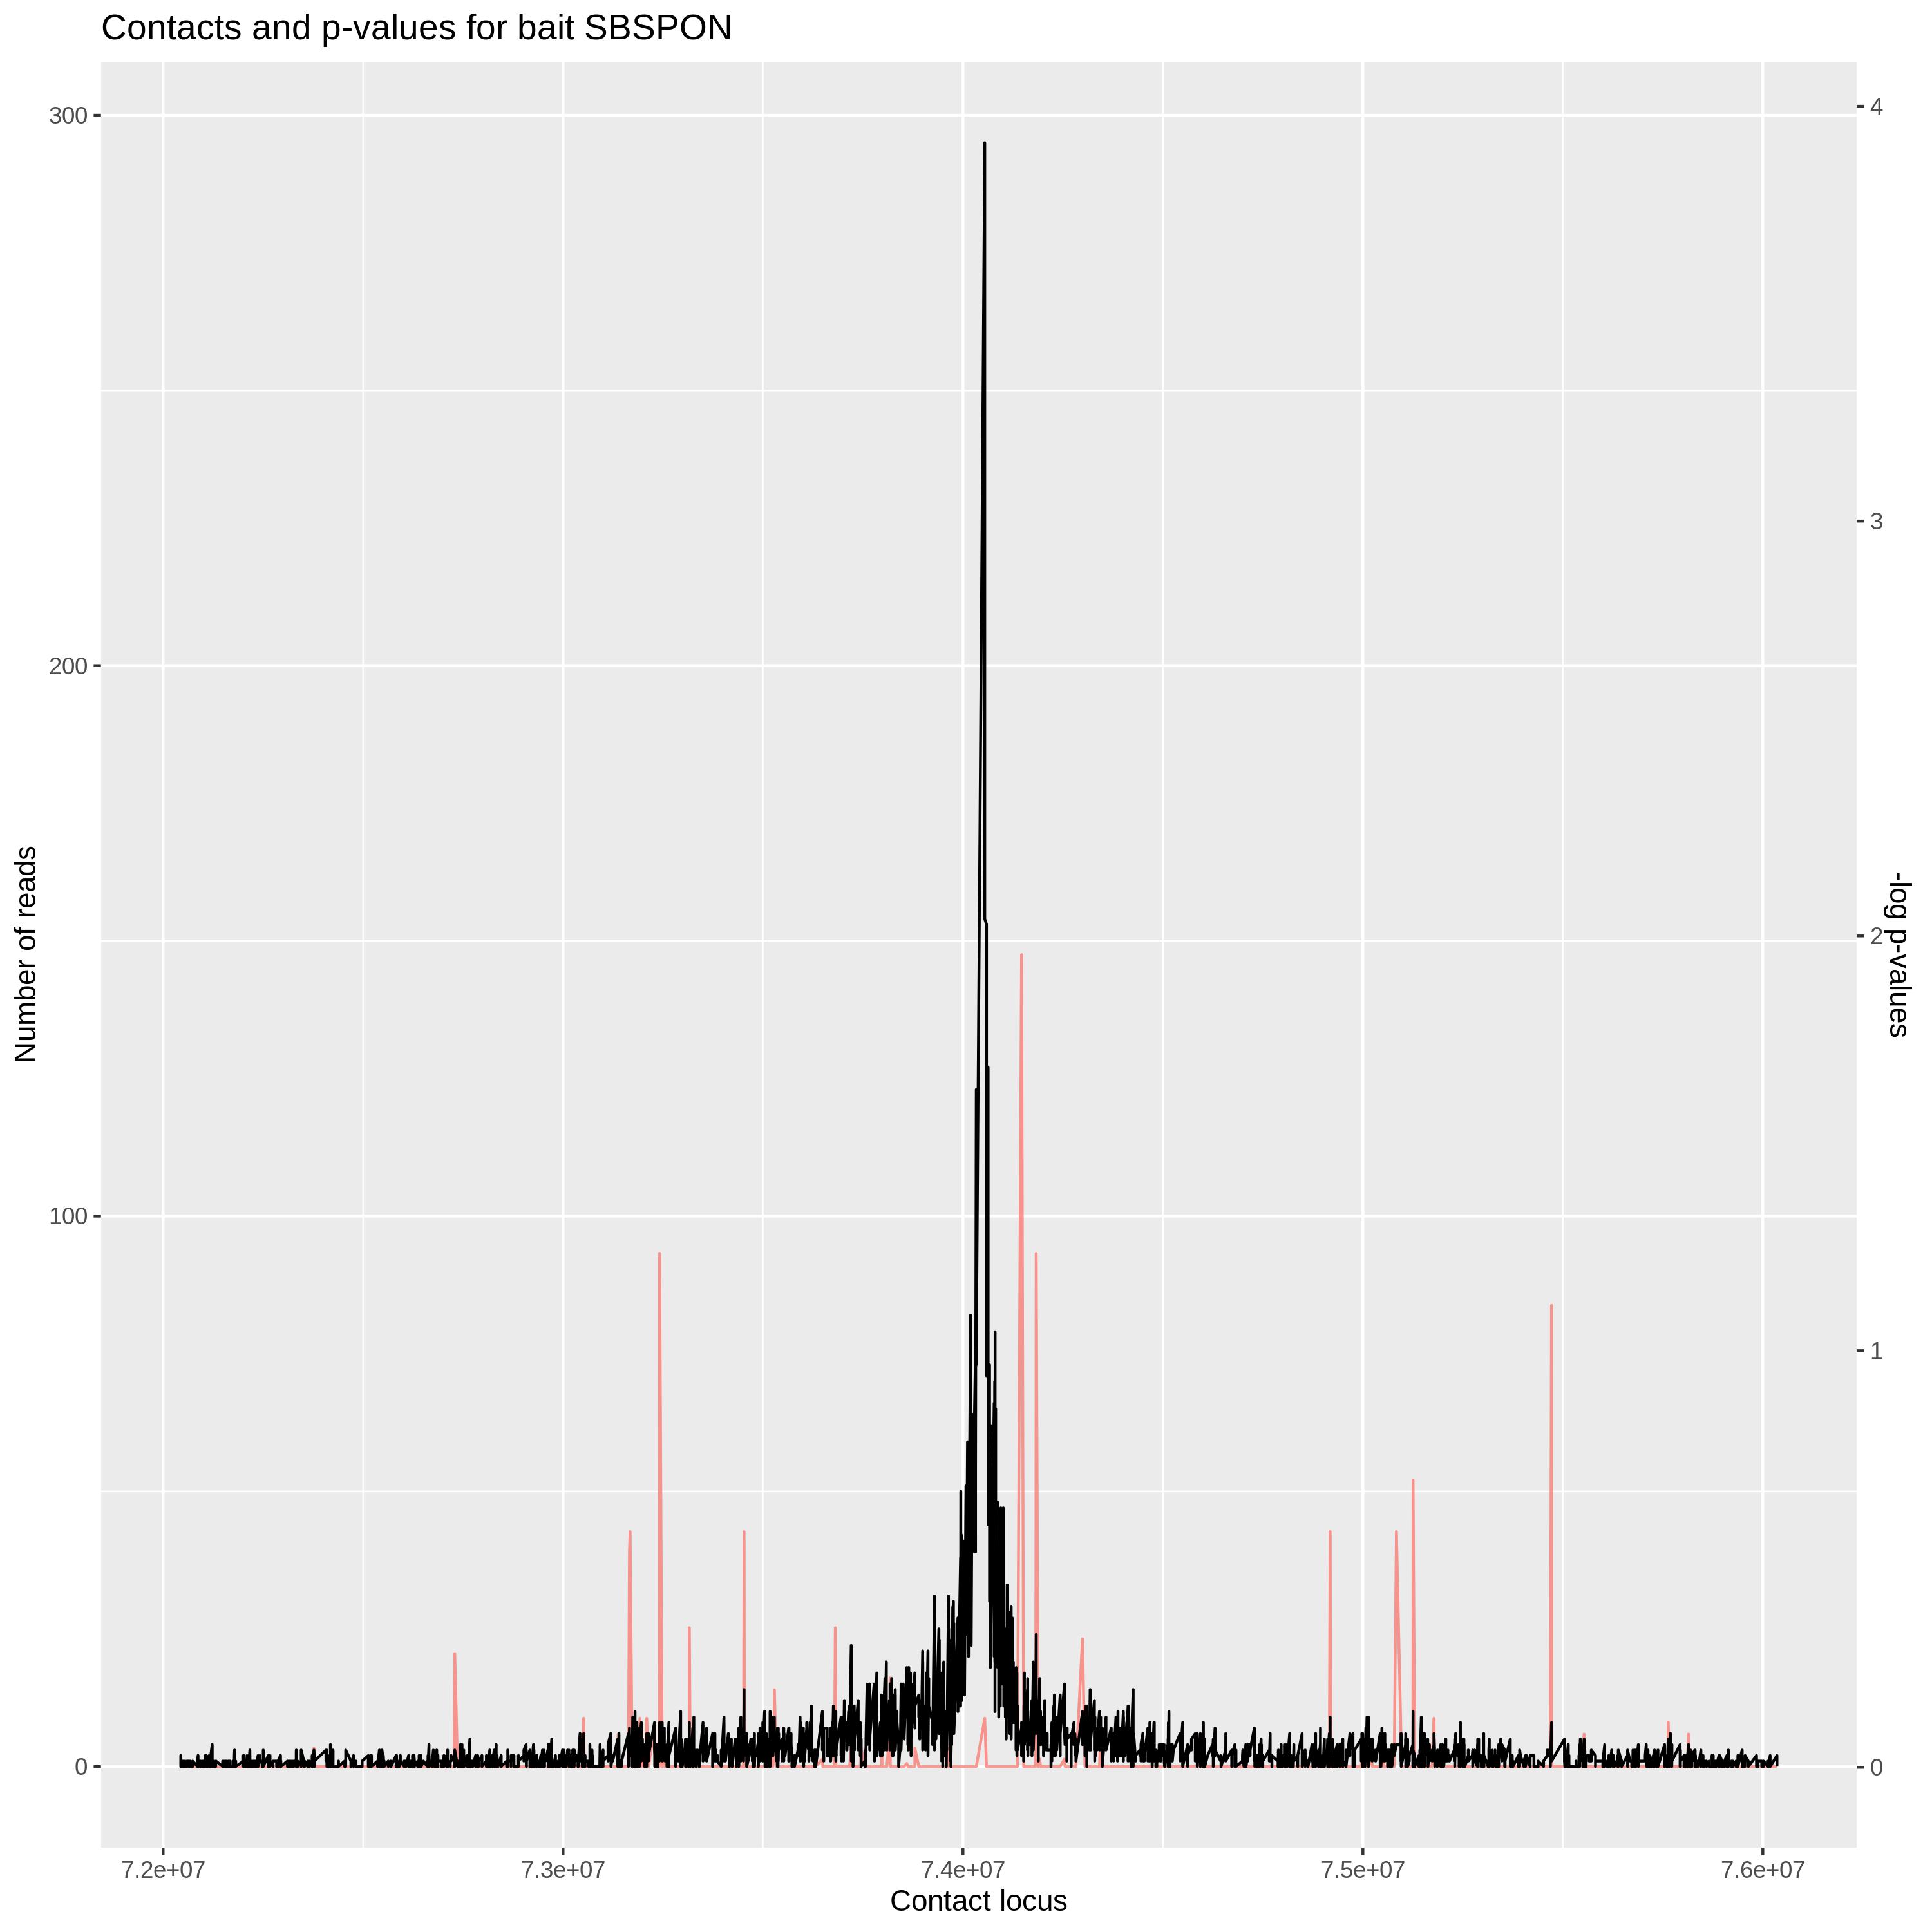 Contacts and p-values for bait SBSPON
300
200
100
0
Number of reads
4
3
2
1
0
-log p-values
7.2e+07 7.3e+07 7.4e+07 7.5e+07 7.6e+07
Contact locus